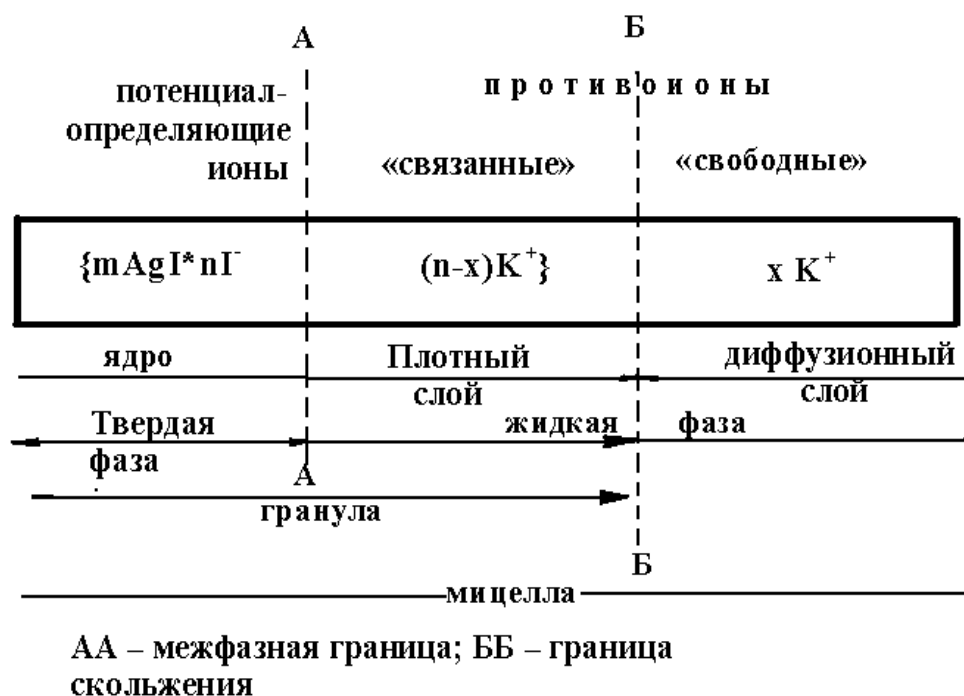 А
Б
потенциал-
определяющие
ионы
противоионы
«связанные»
«свободные»
{mAgI*nI⁻
(n-x)K⁺}
x K⁺
ядро
Плотный
слой
диффузионный
слой
Твердая
фаза
жидкая
фаза
А
гранула
Б
мицелла
АА – межфазная граница; ББ – граница
скольжения